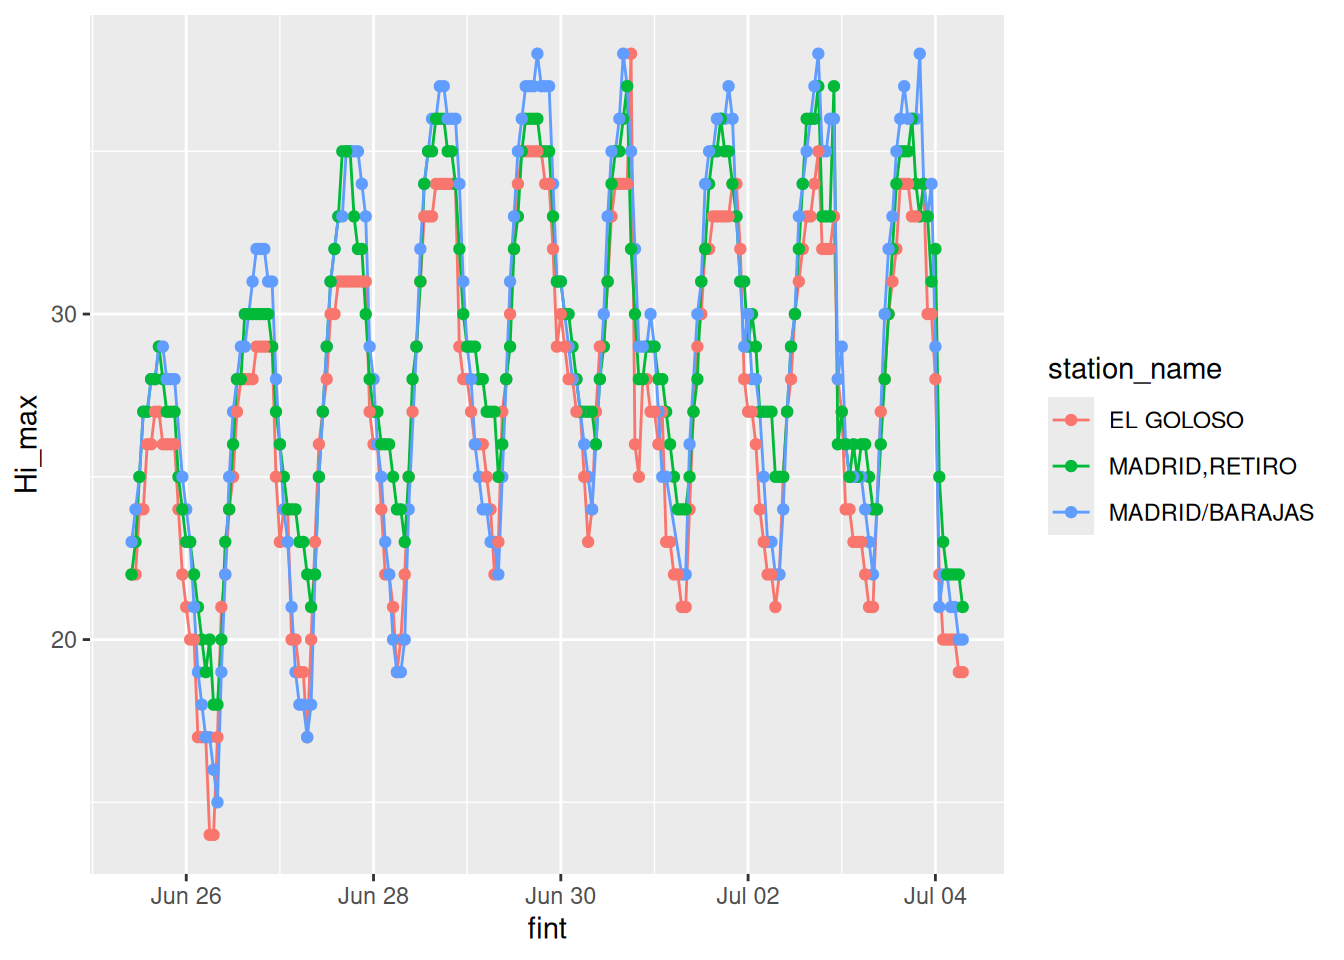 Hi_max
30
20
Jun 26
Jun 28
Jun 30
Jul 02
Jul 04
fint
station_name
EL GOLOSO
MADRID,RETIRO
MADRID/BARAJAS